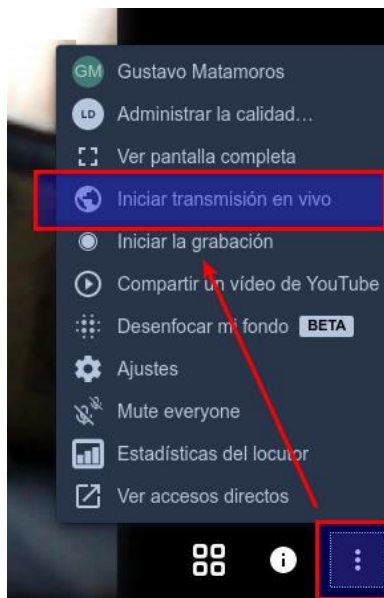 GM Gustavo Matamoros
LD Administrar la calidad...
Ver pantalla completa
Iniciar transmisión en vivo
Iniciar la grabación
Compartir un vídeo de YouTube
Desenfocar mi fondo BETA
Ajustes
Mute everyone
Estadísticas del locutor
Ver accesos directos